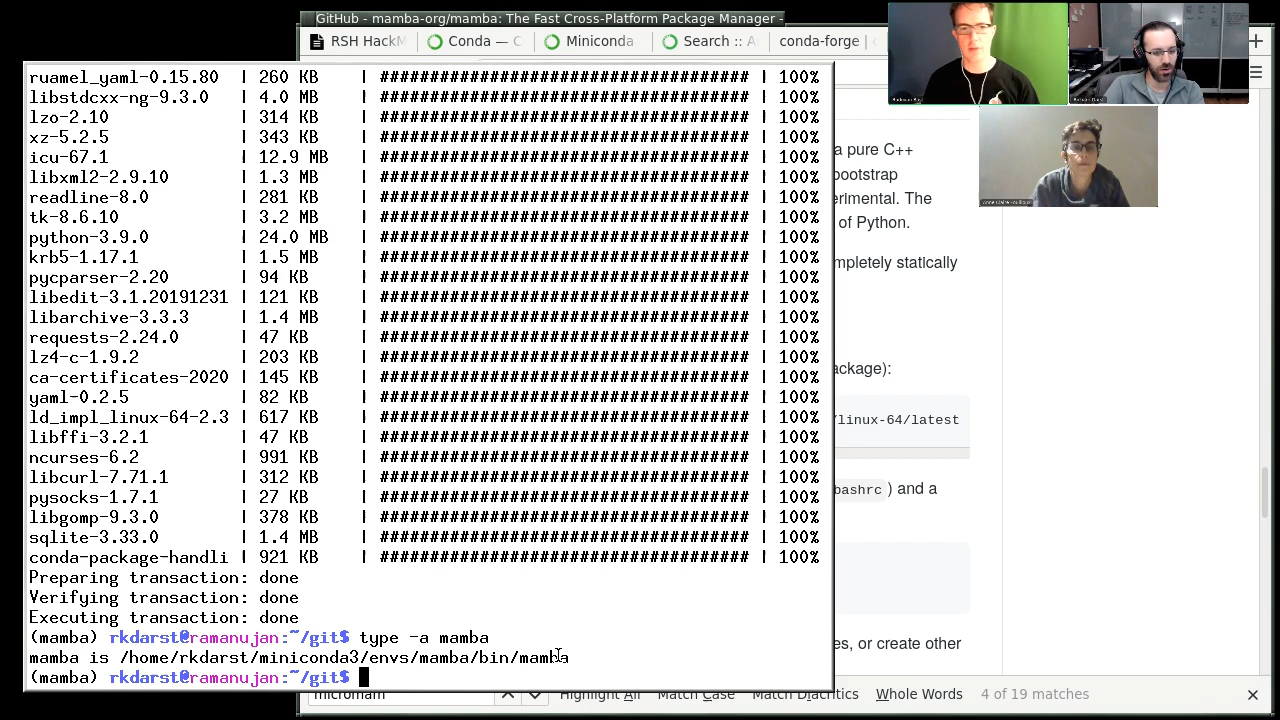 GitHub - mamba-org/mamba: The Fast Cross-Platform Package Manager -
RSH HackM
Conda — C
Miniconda
Search :: A
conda-forge |
ruamel_yaml-0.15.80 | 260 KB | ################################### | 100%
libstdcxx-ng-9.3.0 | 4.0 MB | ################################### | 100%
lzo-2.10 | 314 KB | ################################### | 100%
xz-5.2.5 | 343 KB | ################################### | 100%
icu-67.1 | 12.9 MB | ################################### | 100%
libxml2-2.9.10 | 1.3 MB | ################################### | 100%
readline-8.0 | 281 KB | ################################### | 100%
tk-8.6.10 | 3.2 MB | ################################### | 100%
python-3.9.0 | 24.0 MB | ################################### | 100%
krb5-1.17.1 | 1.5 MB | ################################### | 100%
pycparser-2.20 | 94 KB | ################################### | 100%
libedit-3.1.20191231 | 121 KB | ################################### | 100%
libarchive-3.3.3 | 1.4 MB | ################################### | 100%
requests-2.24.0 | 47 KB | ################################### | 100%
lz4-c-1.9.2 | 203 KB | ################################### | 100%
ca-certificates-2020 | 145 KB | ################################### | 100%
yaml-0.2.5 | 82 KB | ################################### | 100%
ld_impl_linux-64-2.3 | 617 KB | ################################### | 100%
libffi-3.2.1 | 47 KB | ################################### | 100%
ncurses-6.2 | 991 KB | ################################### | 100%
libcurl-7.71.1 | 312 KB | ################################### | 100%
pysocks-1.7.1 | 27 KB | ################################### | 100%
libgomp-9.3.0 | 378 KB | ################################### | 100%
sqlite-3.33.0 | 1.4 MB | ################################### | 100%
conda-package-handli | 921 KB | ################################### | 100%
Preparing transaction: done
Verifying transaction: done
Executing transaction: done
(mamba) rkdarst@ramanujan:~/git$ type -a mamba
mamba is /home/rkdarst/miniconda3/envs/mamba/bin/mamba
(mamba) rkdarst@ramanujan:~/git$
a pure C++
bootstrap
erimental. The
of Python.
mpletely statically
ackage):
/linux-64/latest
bashrc ) and a
es, or create other
Highlight All Match Case Match Diacritics Whole Words 4 of 19 matches